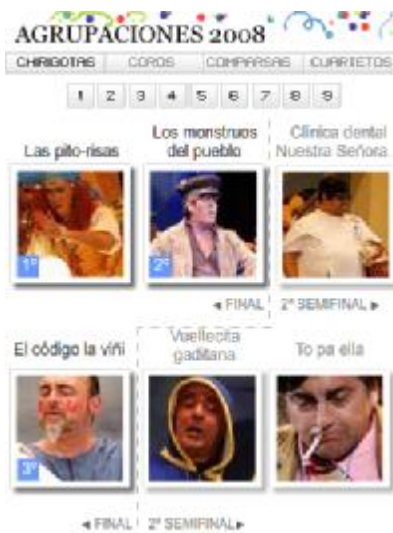 AGRUPACIONES 2008
CHIRIGOTAS COROS COMPARSAS CUARTETOS
1 2 3 4 5 6 7 8 9
Las pito-risas
Los monstruos
del pueblo
Clínica dental
Nuestra Señora
1º
2º
◄ FINAL 2ª SEMIFINAL ►
El código la viñi
Vuellecita
gaditana
To pa ella
3º
◄ FINAL 2ª SEMIFINAL ►